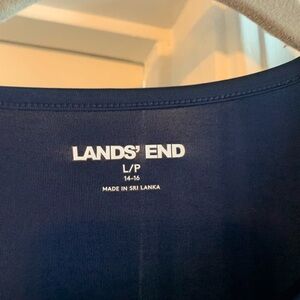 LANDS' END
L/P
14-16
MADE IN SRI LANKA